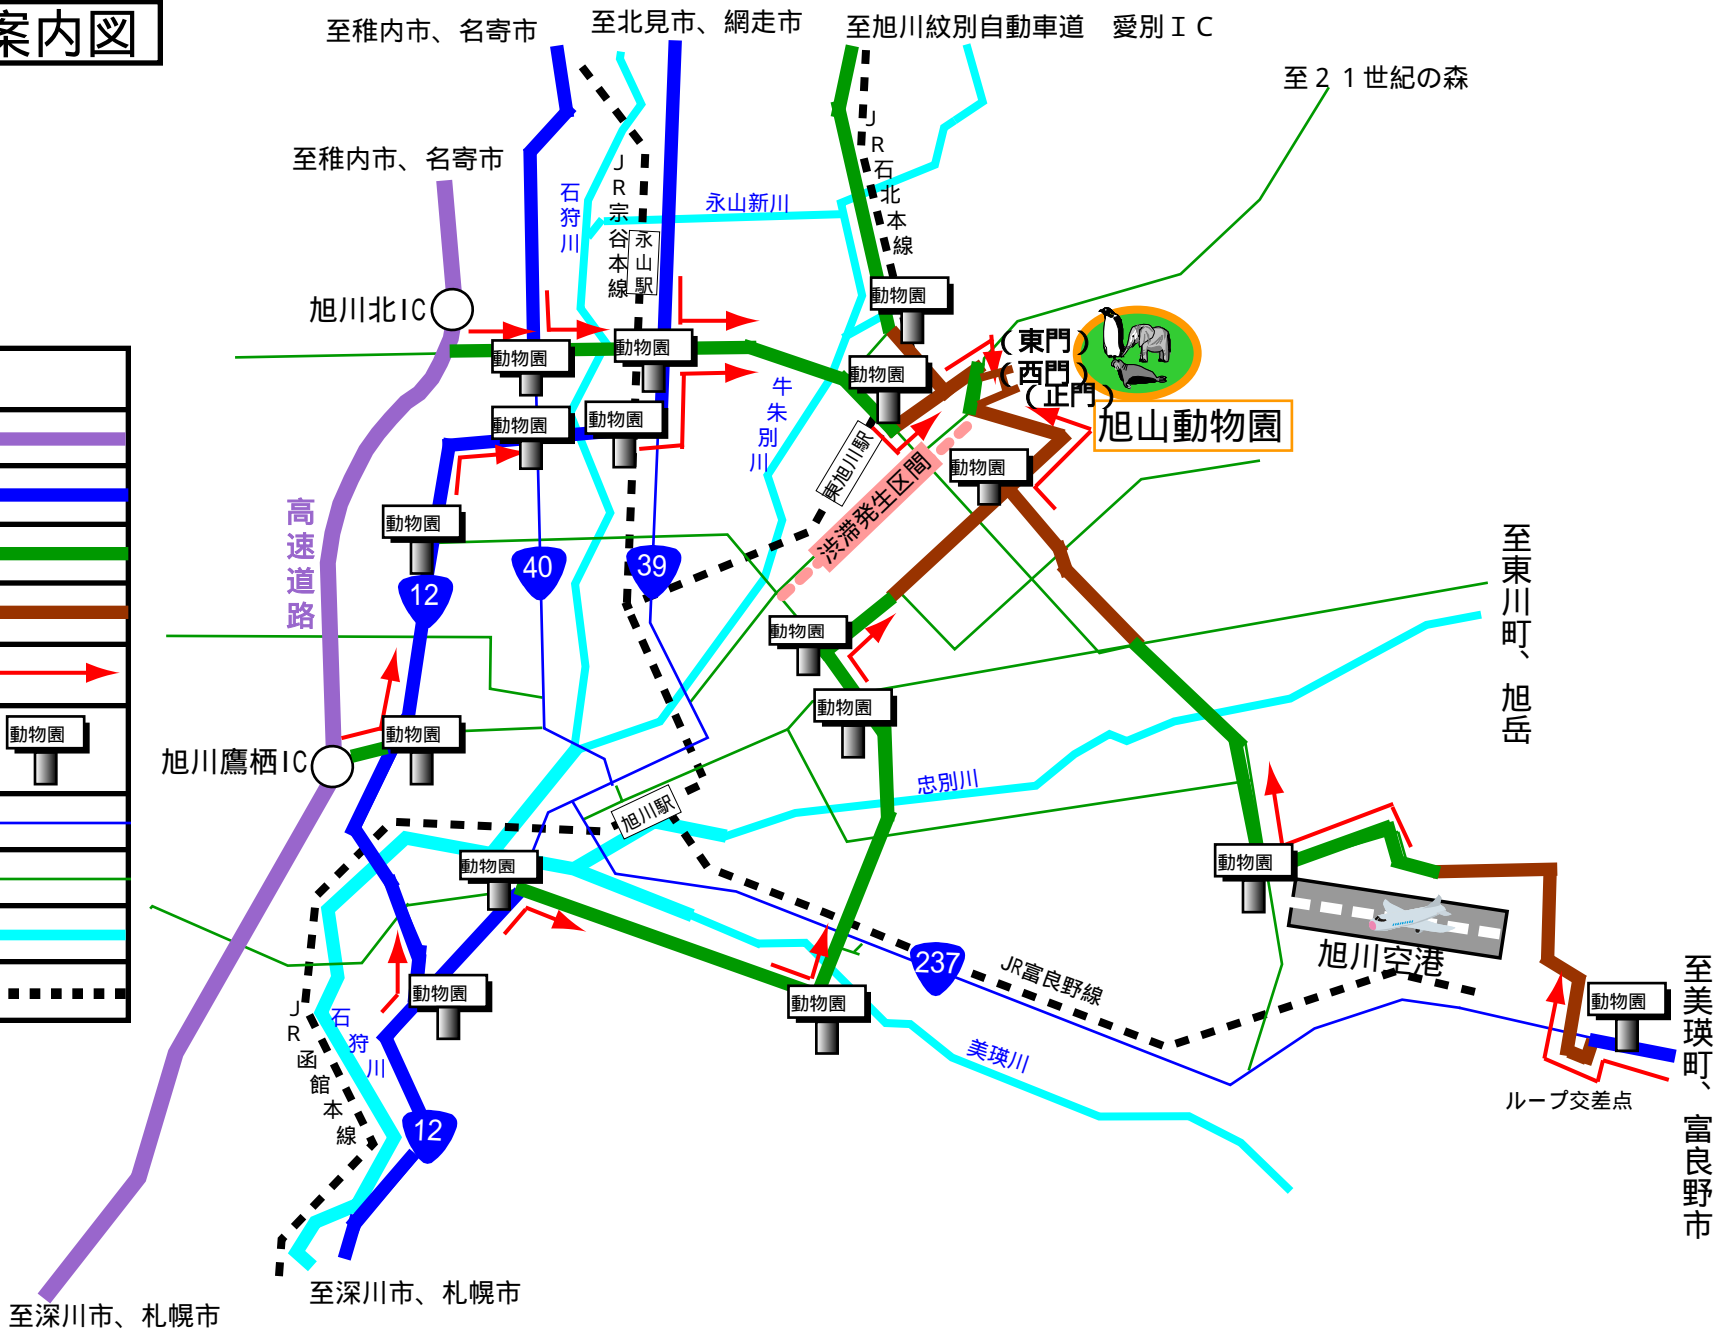 案内図
至稚内市、名寄市
至北見市、網走市
至旭川紋別自動車道　愛別ＩＣ
至２１世紀の森
至稚内市、名寄市
石狩川
JR宗谷本線
永山駅
永山新川
JR石北本線
旭川北IC
動物園
動物園
動物園
動物園
（東門）
（西門）
（正門）
旭山動物園
動物園
動物園
牛朱別川
東旭川駅
渋滞発生区間
動物園
動物園
高速道路
12
40
39
至東川町、旭岳
動物園
動物園
動物園
動物園
旭川鷹栖IC
旭川駅
忠別川
動物園
動物園
旭川空港
237
JR富良野線
動物園
動物園
動物園
至美瑛町、富良野市
ループ交差点
美瑛川
JR函館本線
石狩川
12
至深川市、札幌市
至深川市、札幌市